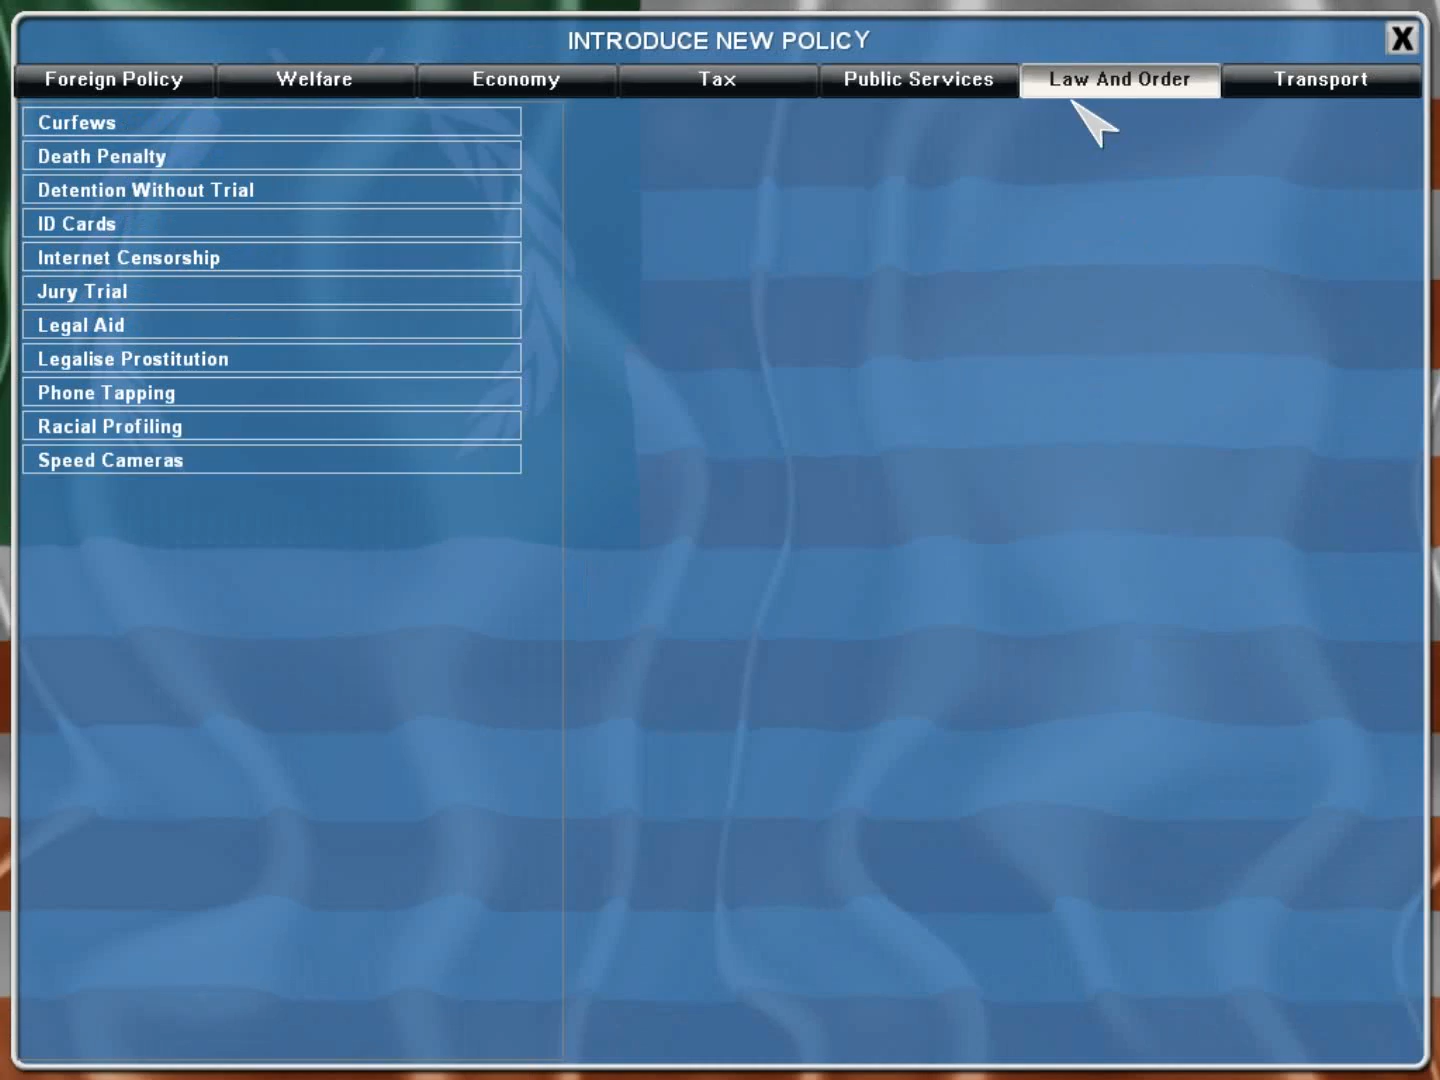 INTRODUCE NEW POLICY
X
Foreign Policy Welfare Economy Tax Public Services Law And Order Transport
Curfews
Death Penalty
Detention Without Trial
ID Cards
Internet Censorship
Jury Trial
Legal Aid
Legalise Prostitution
Phone Tapping
Racial Profiling
Speed Cameras